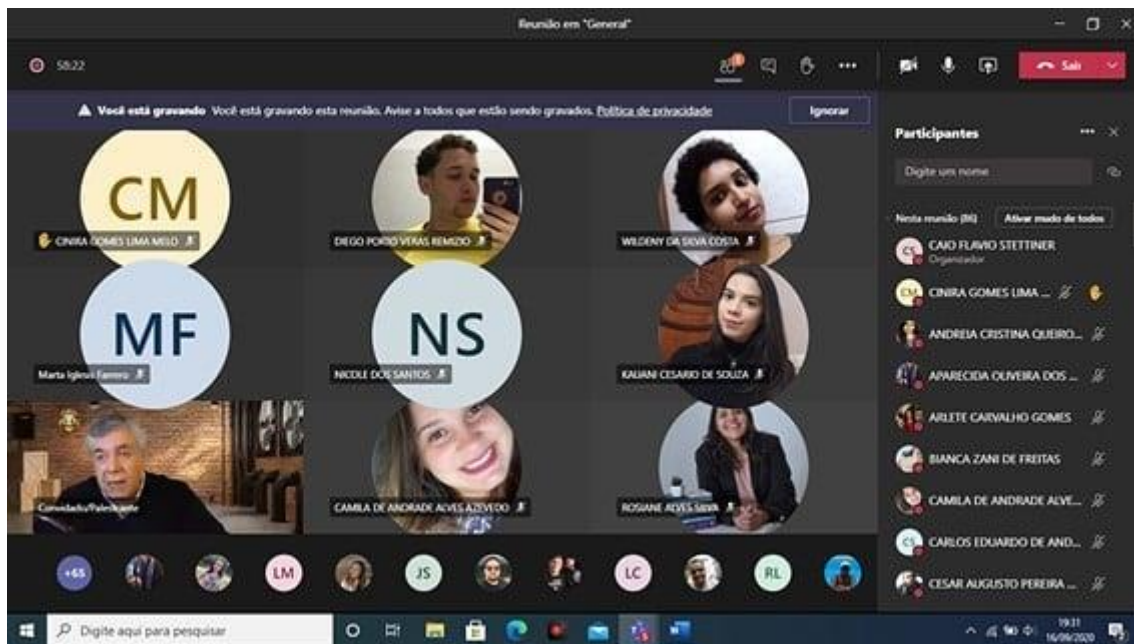 Reunião em "General"
58:22
Sair
Você está gravando Você está gravando esta reunião. Avise a todos que estão sendo gravados. Política de privacidade
Ignorar
CM
CINIRA GOMES LIMA MELO
DIEGO PORTO VERAS REMIZIO
WILDENY DA SILVA COSTA
MF
Marta Iglesis Farrero
NS
NICOLE DOS SANTOS
KAUANI CESARIO DE SOUZA
Convidado/Palestrante
CAMILA DE ANDRADE ALVES AZEVEDO
ROSIANE ALVES SILVA
+65
LM
JS
LC
RL
Participantes
Digite um nome
Nesta reunião (86)
Ativar mudo de todos
CS
CAIO FLAVIO STETTINER
Organizador
CM
CINIRA GOMES LIMA ...
ANDREIA CRISTINA QUEIRO...
APARECIDA OLIVEIRA DOS ...
ARLETE CARVALHO GOMES
BIANCA ZANI DE FREITAS
CAMILA DE ANDRADE ALVE...
CS
CARLOS EDUARDO DE AND...
CESAR AUGUSTO PEREIRA ...
Digite aqui para pesquisar
19:31
16/09/2020